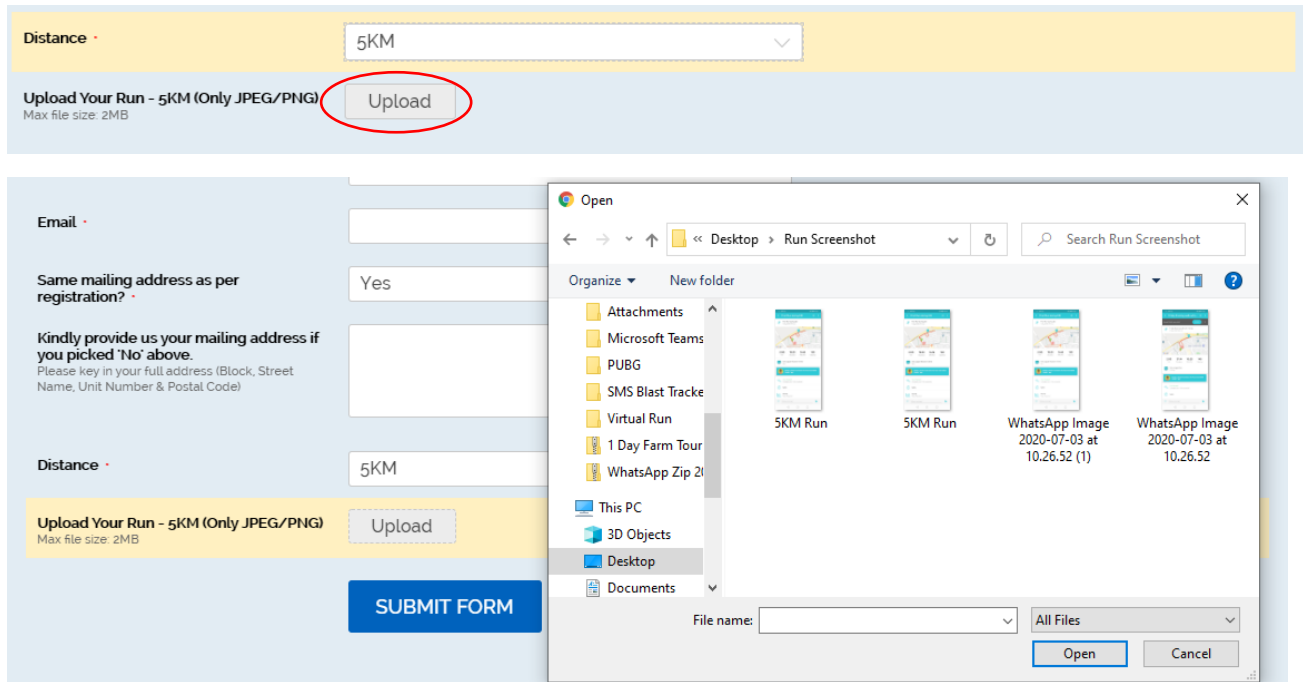 Distance ·
5KM
Upload Your Run - 5KM (Only JPEG/PNG)
Max file size: 2MB
Upload
Email ·
Same mailing address as per
registration? ·
Yes
Kindly provide us your mailing address if
you picked 'No' above.
Please key in your full address (Block, Street
Name, Unit Number & Postal Code)
Distance ·
5KM
Upload Your Run - 5KM (Only JPEG/PNG)
Max file size: 2MB
Upload
SUBMIT FORM
Open
« Desktop › Run Screenshot
Search Run Screenshot
Organize
New folder
Attachments
Microsoft Teams
PUBG
SMS Blast Tracke
Virtual Run
1 Day Farm Tour
WhatsApp Zip 20
This PC
3D Objects
Desktop
Documents
5KM Run
5KM Run
WhatsApp Image
2020-07-03 at
10.26.52 (1)
WhatsApp Image
2020-07-03 at
10.26.52
File name:
All Files
Open
Cancel